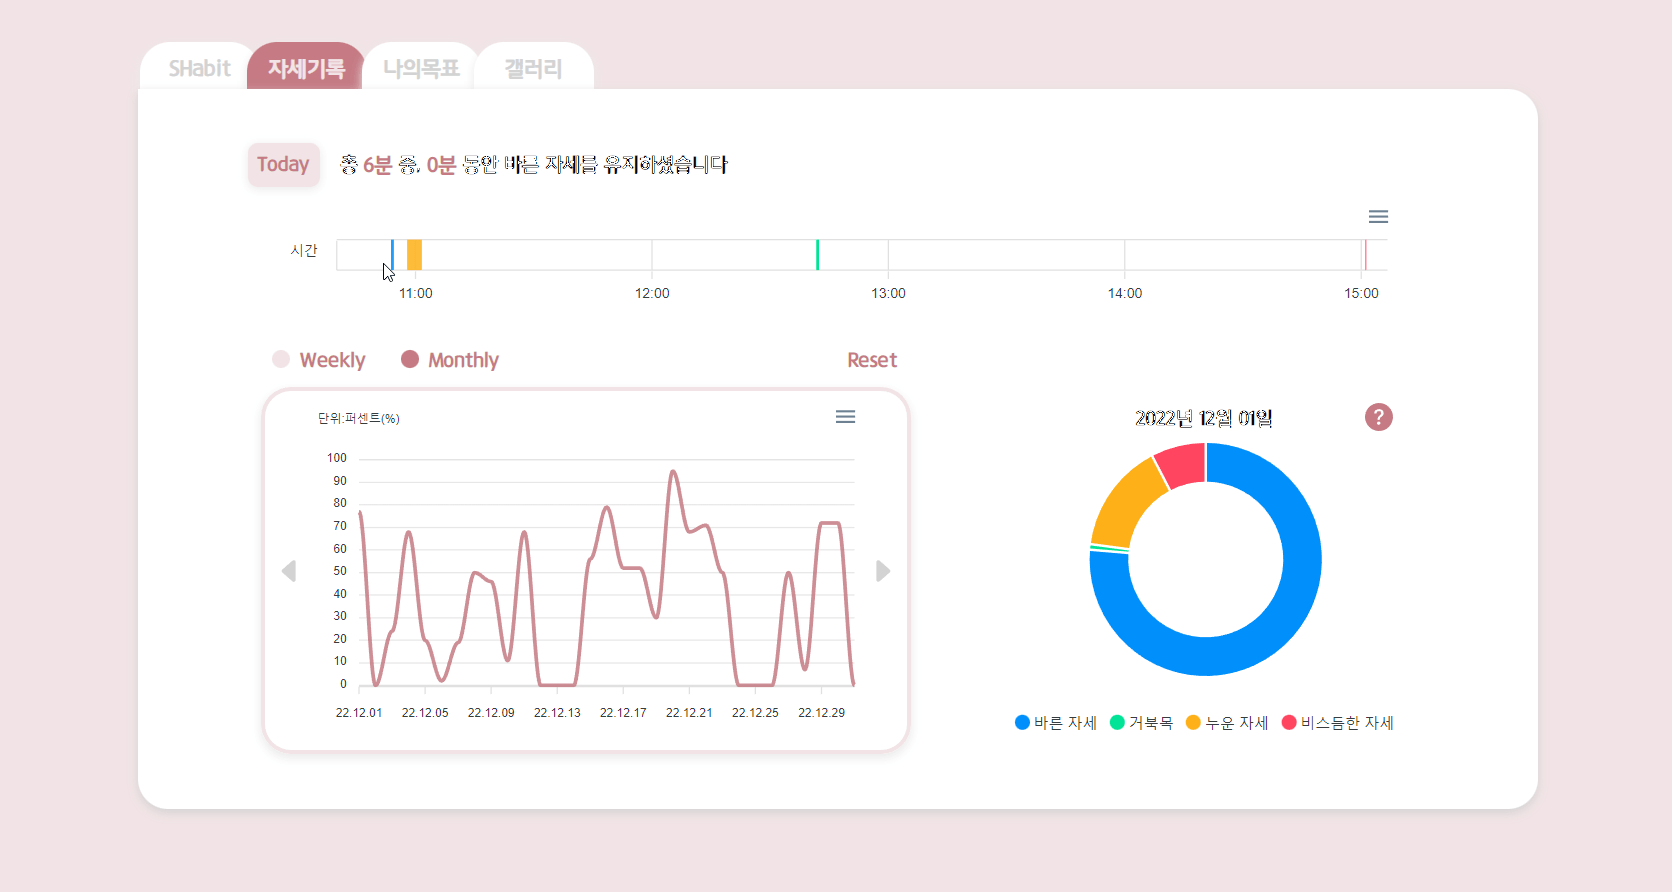 SHabit 자세기록 나의목표 갤러리
Today 총 6분 중, 0분 동안 바른 자세를 유지하셨습니다
시간
11:00 12:00 13:00 14:00 15:00
Weekly Monthly Reset
단위:퍼센트(%)
100
90
80
70
60
50
40
30
20
10
0
22.12.01 22.12.05 22.12.09 22.12.13 22.12.17 22.12.21 22.12.25 22.12.29
2022년 12월 01일 ?
바른 자세 거북목 누운 자세 비스듬한 자세